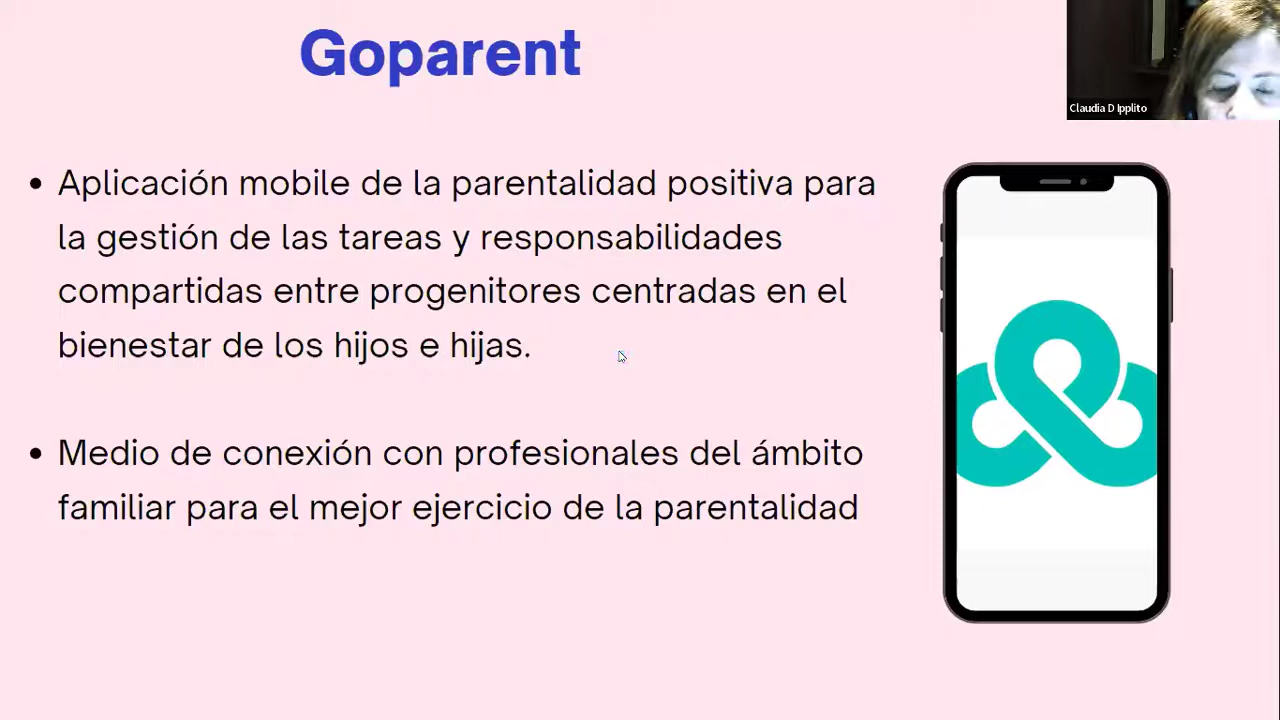 Goparent
Claudia D Ipplito
• Aplicación mobile de la parentalidad positiva para
la gestión de las tareas y responsabilidades
compartidas entre progenitores centradas en el
bienestar de los hijos e hijas.
• Medio de conexión con profesionales del ámbito
familiar para el mejor ejercicio de la parentalidad